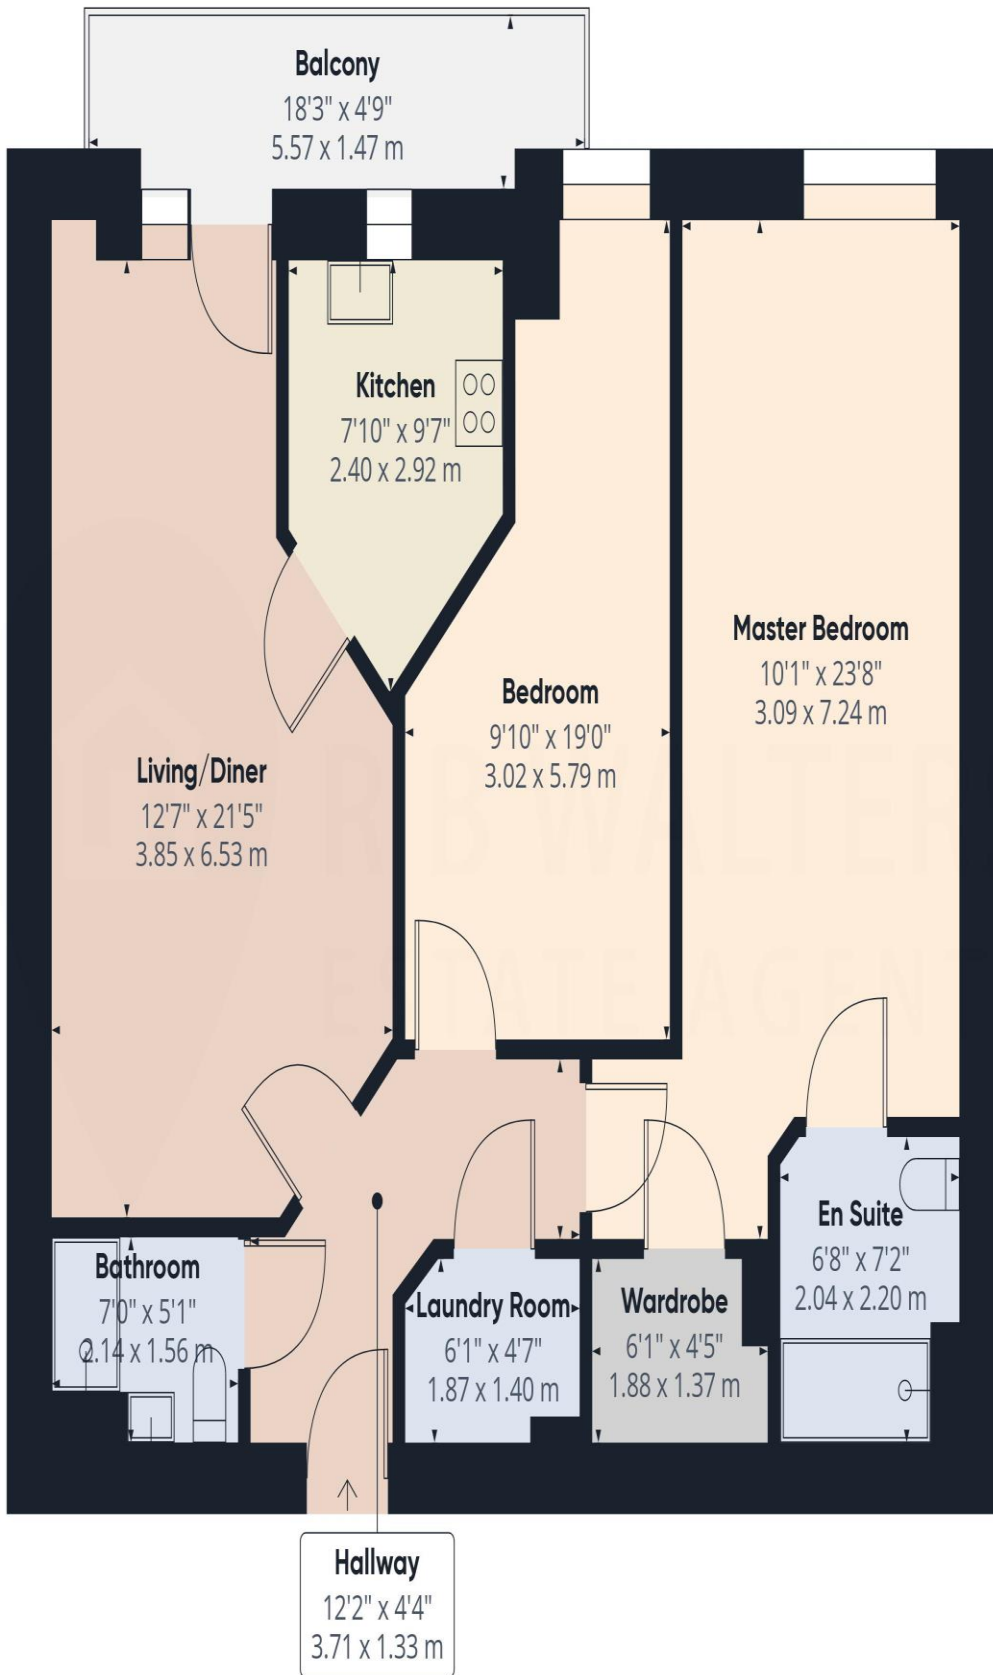 Balcony
18'3" x 4'9"
5.57 x 1.47 m
Kitchen
7'10" x 9'7"
2.40 x 2.92 m
Master Bedroom
10'1" x 23'8"
3.09 x 7.24 m
Bedroom
9'10" x 19'0"
3.02 x 5.79 m
Living/Diner
12'7" x 21'5"
3.85 x 6.53 m
En Suite
6'8" x 7'2"
2.04 x 2.20 m
Bathroom
7'0" x 5'1"
2.14 x 1.56 m
Laundry Room
6'1" x 4'7"
1.87 x 1.40 m
Wardrobe
6'1" x 4'5"
1.88 x 1.37 m
Hallway
12'2" x 4'4"
3.71 x 1.33 m
ESTATE AGENT